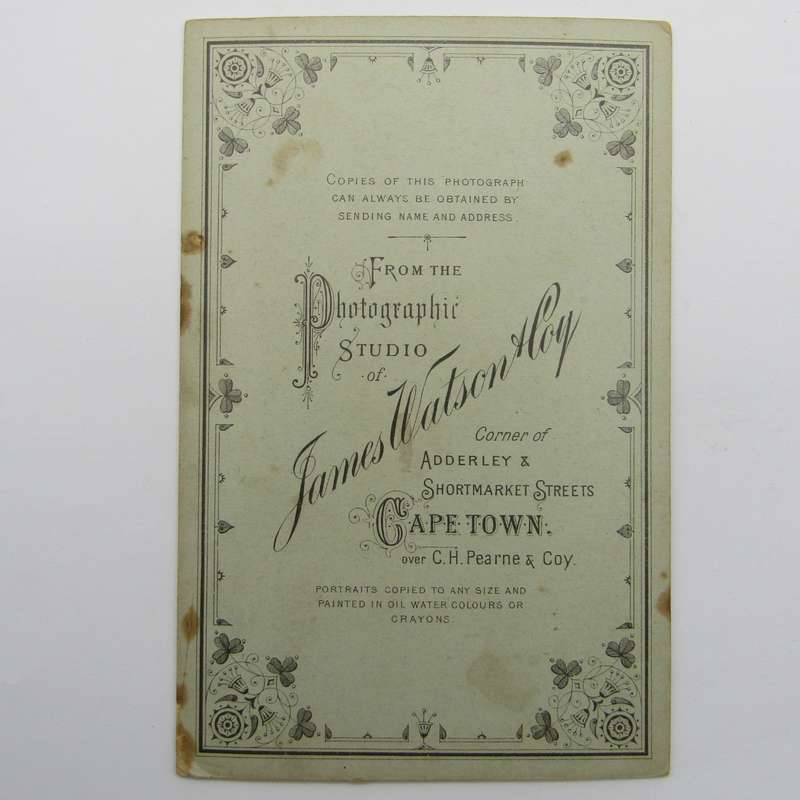 COPIES OF THIS PHOTOGRAPH
CAN ALWAYS BE OBTAINED BY
SENDING NAME AND ADDRESS.
FROM THE
Photographic
STUDIO
of
James Watson & Coy
Corner of
ADDERLEY &
SHORTMARKET STREETS
CAPE TOWN.
OVER C.H. Pearne & Coy.
PORTRAITS COPIED TO ANY SIZE AND
PAINTED IN OIL WATER COLOURS OR
CRAYONS.